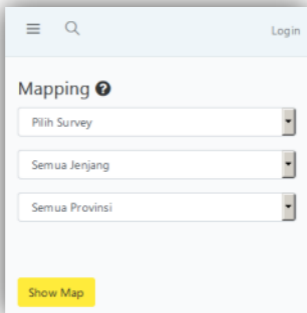 Login
Mapping
Pilih Survey
Semua Jenjang
Semua Provinsi
Show Map